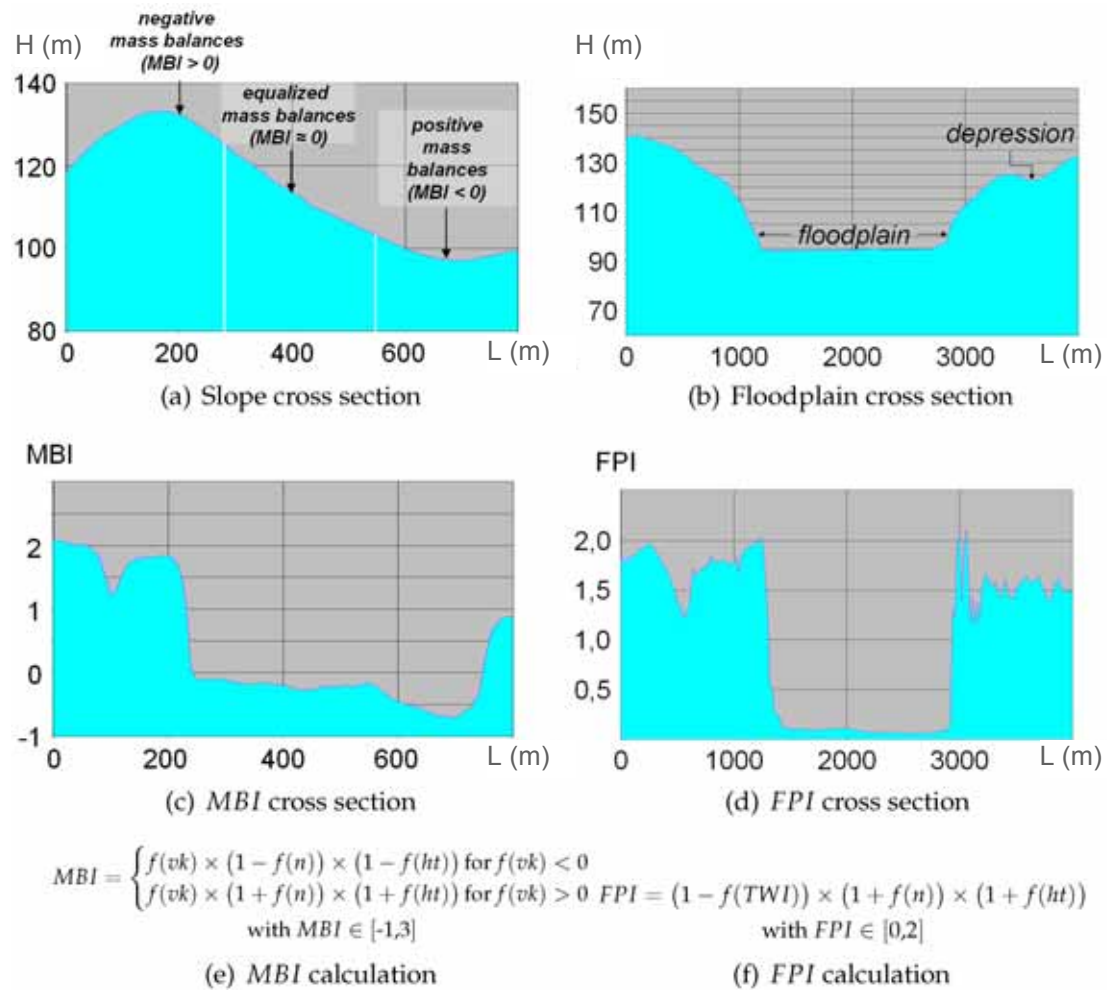 negative
mass balances
(MBI > 0)
H (m)
equalized
mass balances
(MBI ≈ 0)
positive
mass
balances
(MBI < 0)
140
120
100
80
0 200 400 600 L (m)
(a) Slope cross section
H (m)
150
130
110
90
70
depression
floodplain
0 1000 2000 3000 L (m)
(b) Floodplain cross section
MBI
2
1
0
-1
0 200 400 600 L (m)
(c) MBI cross section
FPI
2,0
1,5
1,0
0,5
0 1000 2000 3000 L (m)
(d) FPI cross section
MBI = { f(vk) × (1 − f(n)) × (1 − f(ht)) for f(vk) < 0
f(vk) × (1 + f(n)) × (1 + f(ht)) for f(vk) > 0
with MBI ∈ [-1,3]
(e) MBI calculation
FPI = (1 − f(TWI)) × (1 + f(n)) × (1 + f(ht))
with FPI ∈ [0,2]
(f) FPI calculation